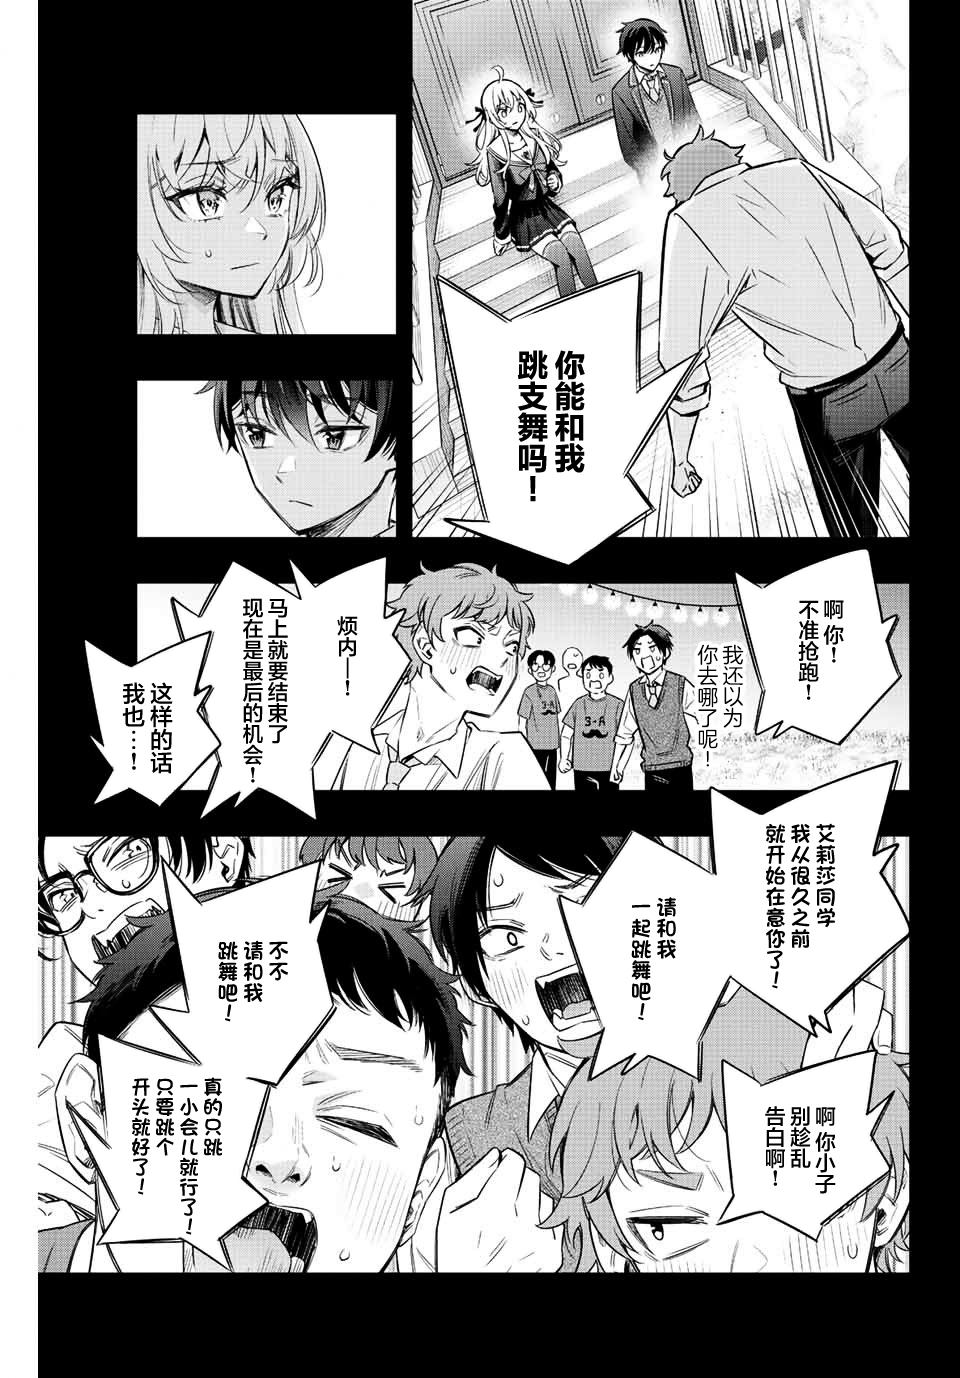 你能和我
跳支舞吗！
啊 你！
不准抢跑！
我还以为
你去哪了呢！
3-A
3-A
烦内—！
马上就要结束了
现在是最后的机会！
这样的话
我也…！
艾莉莎同学
我从很久之前
就开始在意你了！
请和我
一起跳舞吧！
啊 你小子
别趁乱
告白啊！
不不
请和我
跳舞吧！
真的只跳
一小会儿就行了！
只要跳个
开头就好了！